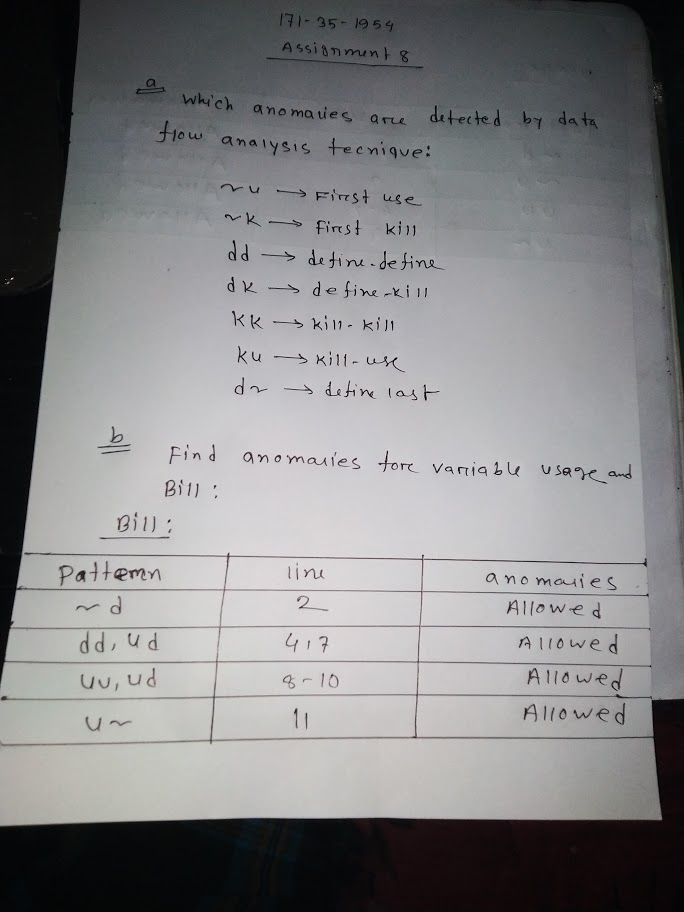 171-35-1954
Assignment 8
a
which anomalies are detected by data
flow analysis tecnique:
~u → First use
~k → first kill
dd → define-define
dk → define-kill
kk → kill-kill
ku → kill-use
d~ → define last
b
Find anomalies fore variable usage and
Bill:
Bill:
Pattern line anomalies
~d 2 Allowed
dd, ud 4,7 Allowed
uu, ud 8-10 Allowed
u~ 11 Allowed